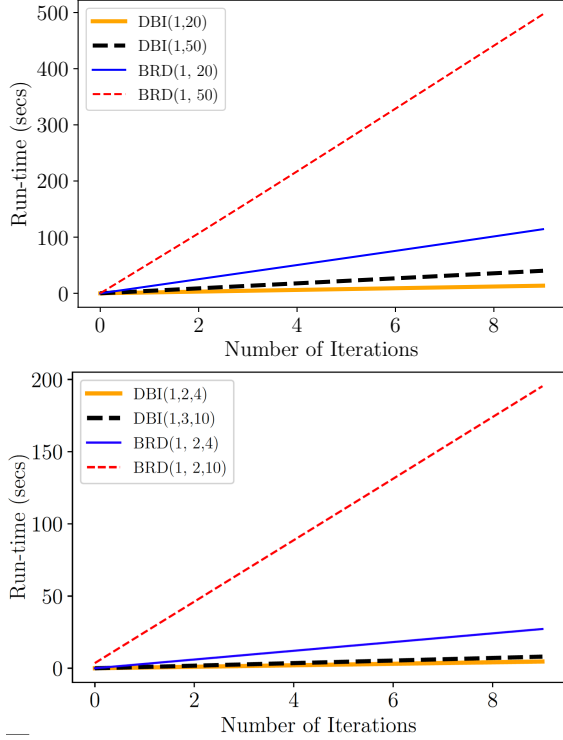 500
400
300
200
100
0
Run-time (secs)
DBI(1,20)
DBI(1,50)
BRD(1, 20)
BRD(1, 50)
0 2 4 6 8
Number of Iterations
200
150
100
50
0
Run-time (secs)
DBI(1,2,4)
DBI(1,3,10)
BRD(1, 2,4)
BRD(1, 2,10)
0 2 4 6 8
Number of Iterations